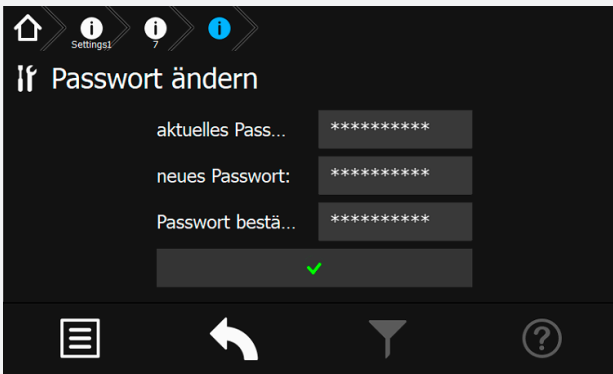 Settings1
7
Passwort ändern
aktuelles Pass... **********
neues Passwort: **********
Passwort bestä... **********